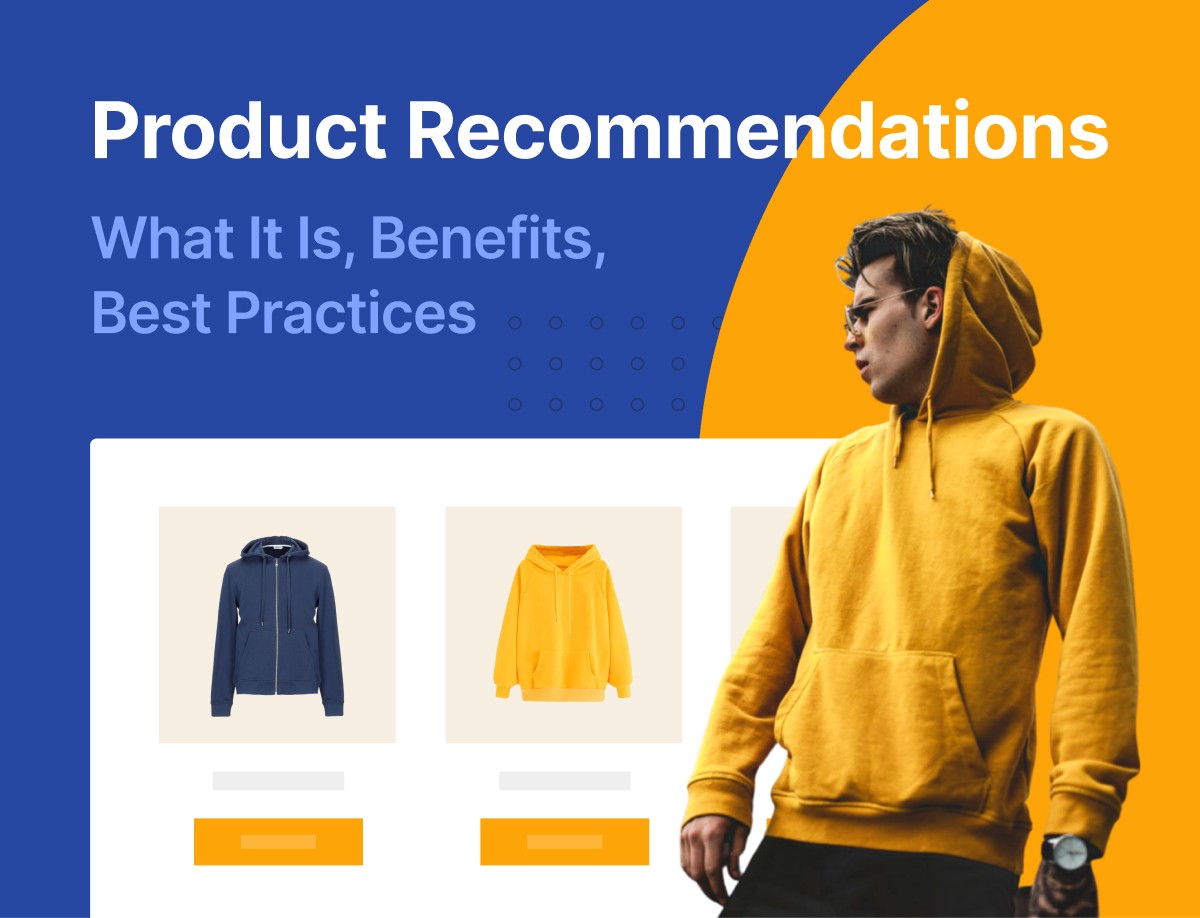 Product Recommendations
What It Is, Benefits,
Best Practices